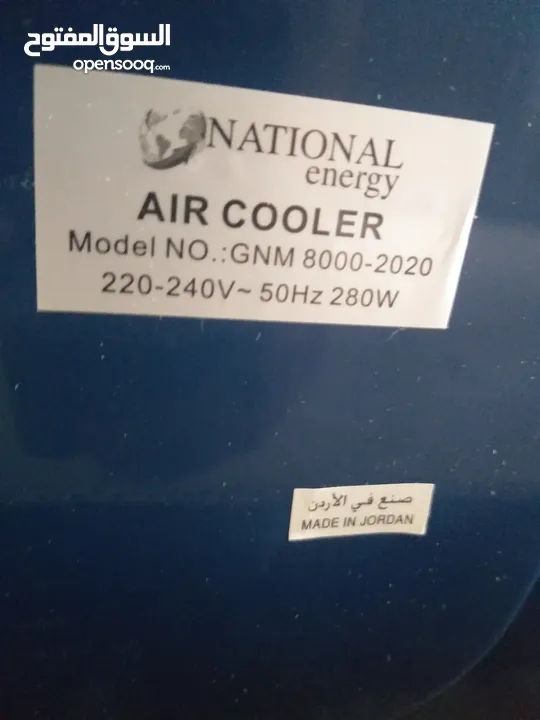 السوق المفتوح
opensooq.com
NATIONAL
energy
AIR COOLER
Model NO.:GNM 8000-2020
220-240V~ 50Hz 280W
صنع في الأردن
MADE IN JORDAN